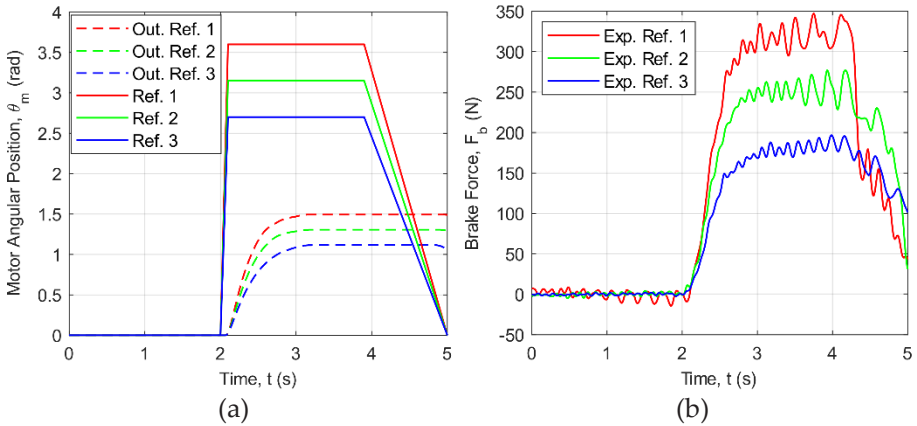 4
3.5
3
2.5
2
1.5
1
0.5
0
Motor Angular Position, θm (rad)
Out. Ref. 1
Out. Ref. 2
Out. Ref. 3
Ref. 1
Ref. 2
Ref. 3
0 1 2 3 4 5
Time, t (s)
(a)
350
300
250
200
150
100
50
0
-50
Brake Force, Fb (N)
Exp. Ref. 1
Exp. Ref. 2
Exp. Ref. 3
0 1 2 3 4 5
Time, t (s)
(b)